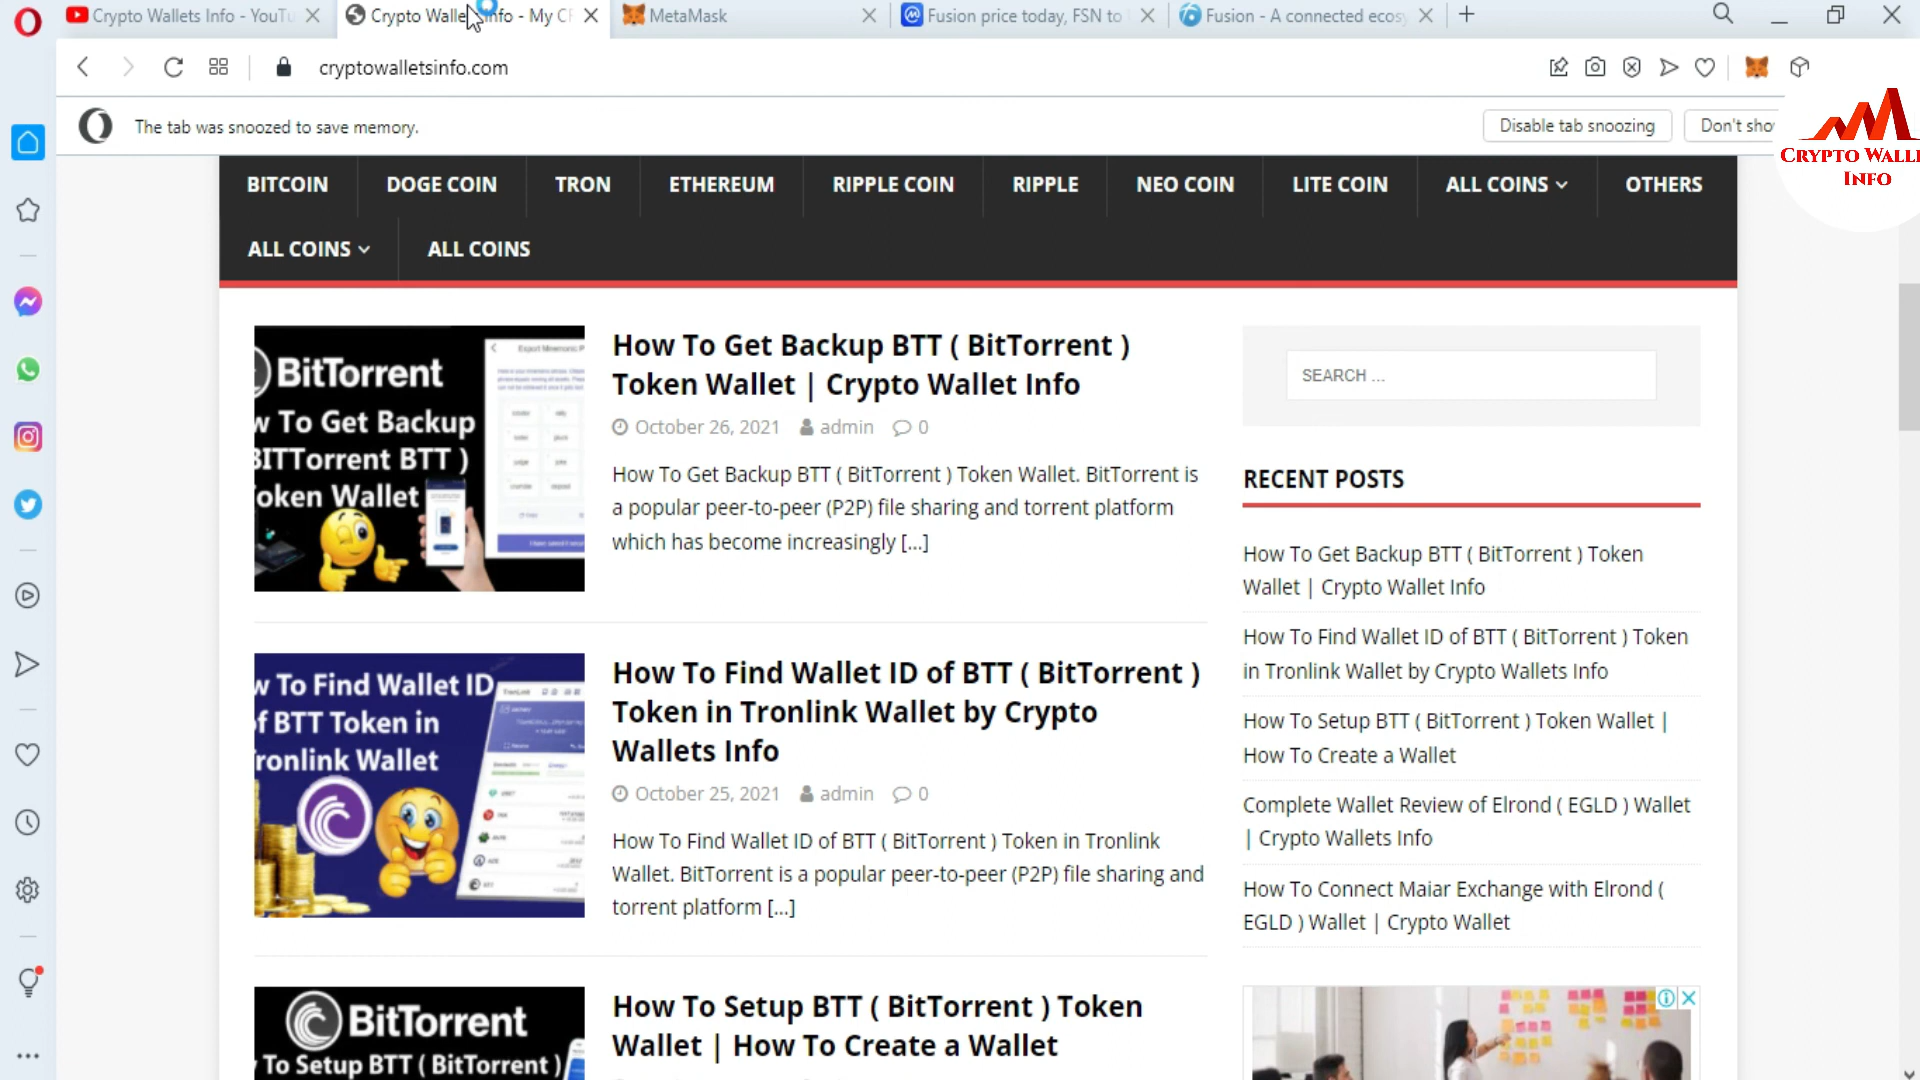 Crypto Wallets Info - YouTu
Crypto Walle
nfo - My C
MetaMask
Fusion price today, FSN to
Fusion - A connected ecosy
cryptowalletsinfo.com
The tab was snoozed to save memory.
Disable tab snoozing
Don't sho
CRYPTO WALL
INFO
BITCOIN
DOGE COIN
TRON
ETHEREUM
RIPPLE COIN
RIPPLE
NEO COIN
LITE COIN
ALL COINS
OTHERS
ALL COINS
ALL COINS
BitTorrent
w To Get Backup
BITTorrent BTT )
oken Wallet
How To Get Backup BTT ( BitTorrent )
Token Wallet | Crypto Wallet Info
October 26, 2021 admin 0
How To Get Backup BTT ( BitTorrent ) Token Wallet. BitTorrent is
a popular peer-to-peer (P2P) file sharing and torrent platform
which has become increasingly [...]
w To Find Wallet ID
of BTT Token in
ronlink Wallet
How To Find Wallet ID of BTT ( BitTorrent )
Token in Tronlink Wallet by Crypto
Wallets Info
October 25, 2021 admin 0
How To Find Wallet ID of BTT ( BitTorrent ) Token in Tronlink
Wallet. BitTorrent is a popular peer-to-peer (P2P) file sharing and
torrent platform [...]
BitTorrent
To Setup BTT ( BitTorrent )
How To Setup BTT ( BitTorrent ) Token
Wallet | How To Create a Wallet
SEARCH ...
RECENT POSTS
How To Get Backup BTT ( BitTorrent ) Token
Wallet | Crypto Wallet Info
How To Find Wallet ID of BTT ( BitTorrent ) Token
in Tronlink Wallet by Crypto Wallets Info
How To Setup BTT ( BitTorrent ) Token Wallet |
How To Create a Wallet
Complete Wallet Review of Elrond ( EGLD ) Wallet
| Crypto Wallets Info
How To Connect Maiar Exchange with Elrond (
EGLD ) Wallet | Crypto Wallet